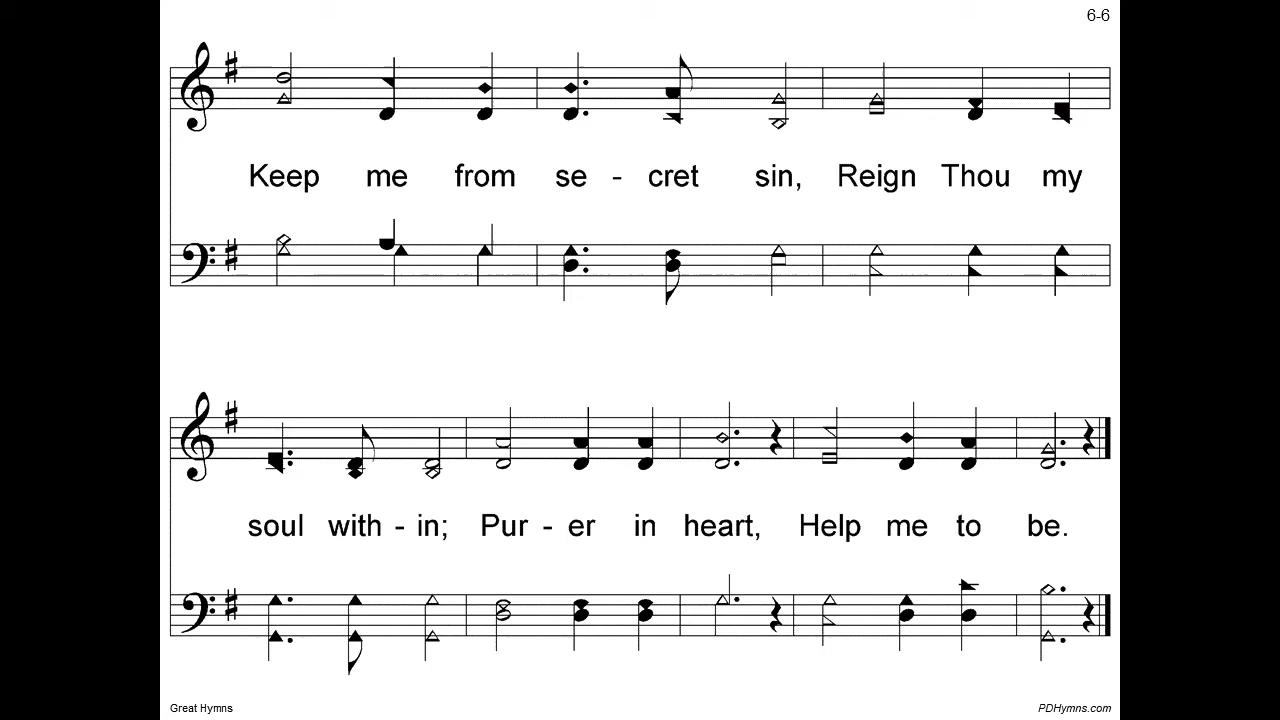 6-6
Keep me from se - cret sin, Reign Thou my
soul with - in; Pur - er in heart, Help me to be.
Great Hymns
PDHymns.com